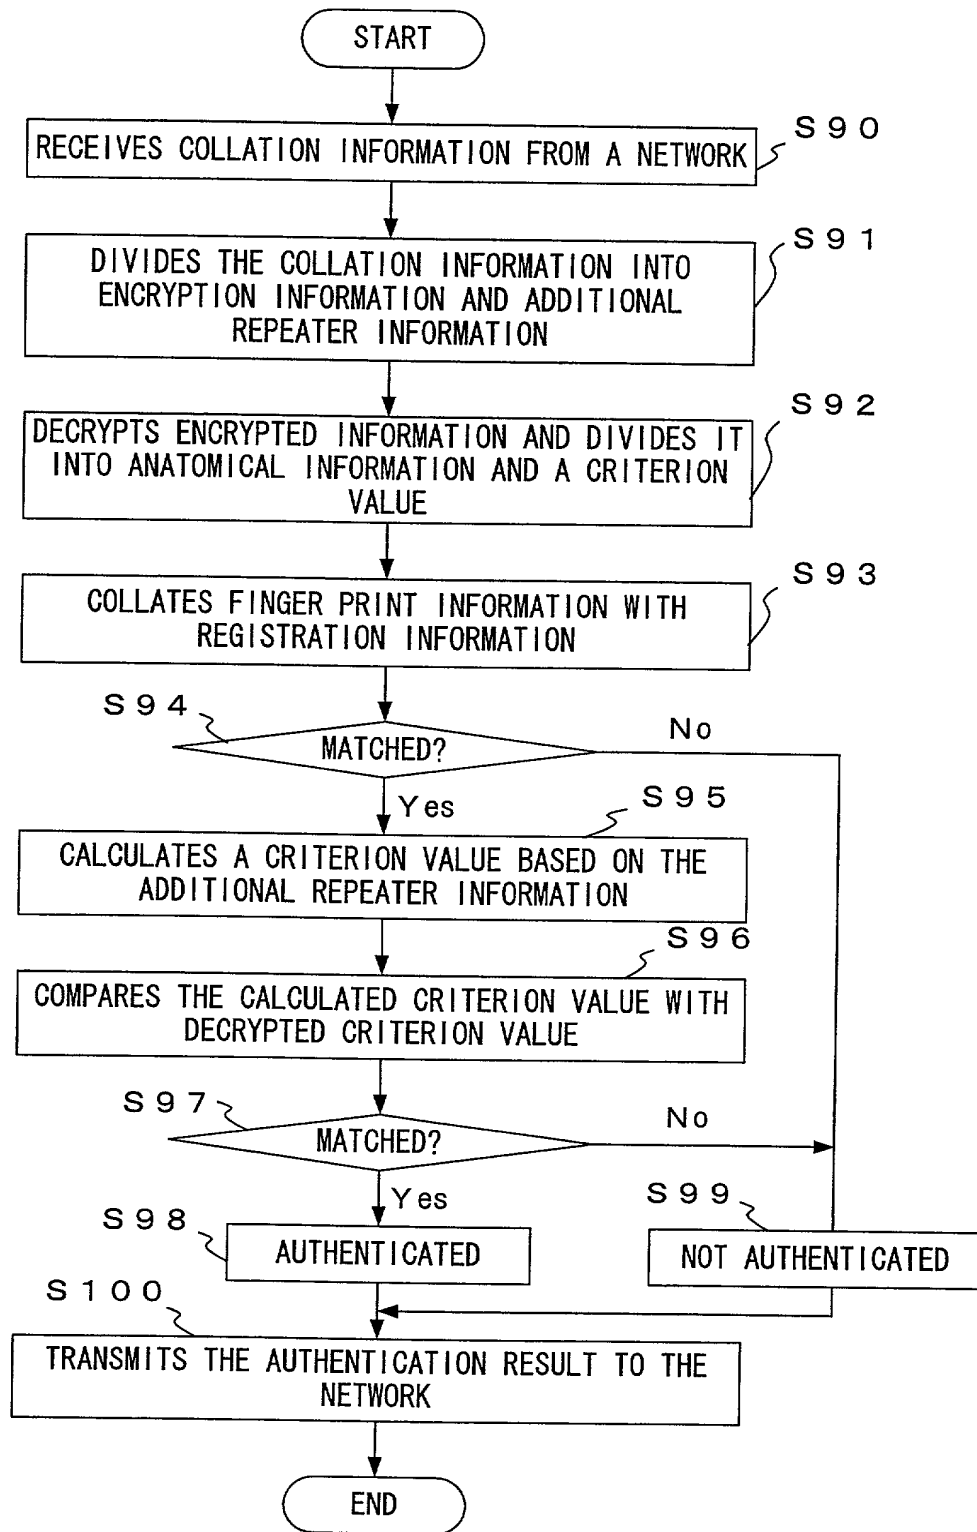 START
S90
RECEIVES COLLATION INFORMATION FROM A NETWORK
S91
DIVIDES THE COLLATION INFORMATION INTO
ENCRYPTION INFORMATION AND ADDITIONAL
REPEATER INFORMATION
S92
DECRYPTS ENCRYPTED INFORMATION AND DIVIDES IT
INTO ANATOMICAL INFORMATION AND A CRITERION
VALUE
S93
COLLATES FINGER PRINT INFORMATION WITH
REGISTRATION INFORMATION
S94
MATCHED?
No
Yes
S95
CALCULATES A CRITERION VALUE BASED ON THE
ADDITIONAL REPEATER INFORMATION
S96
COMPARES THE CALCULATED CRITERION VALUE WITH
DECRYPTED CRITERION VALUE
S97
MATCHED?
No
Yes
S98
AUTHENTICATED
S99
NOT AUTHENTICATED
S100
TRANSMITS THE AUTHENTICATION RESULT TO THE
NETWORK
END